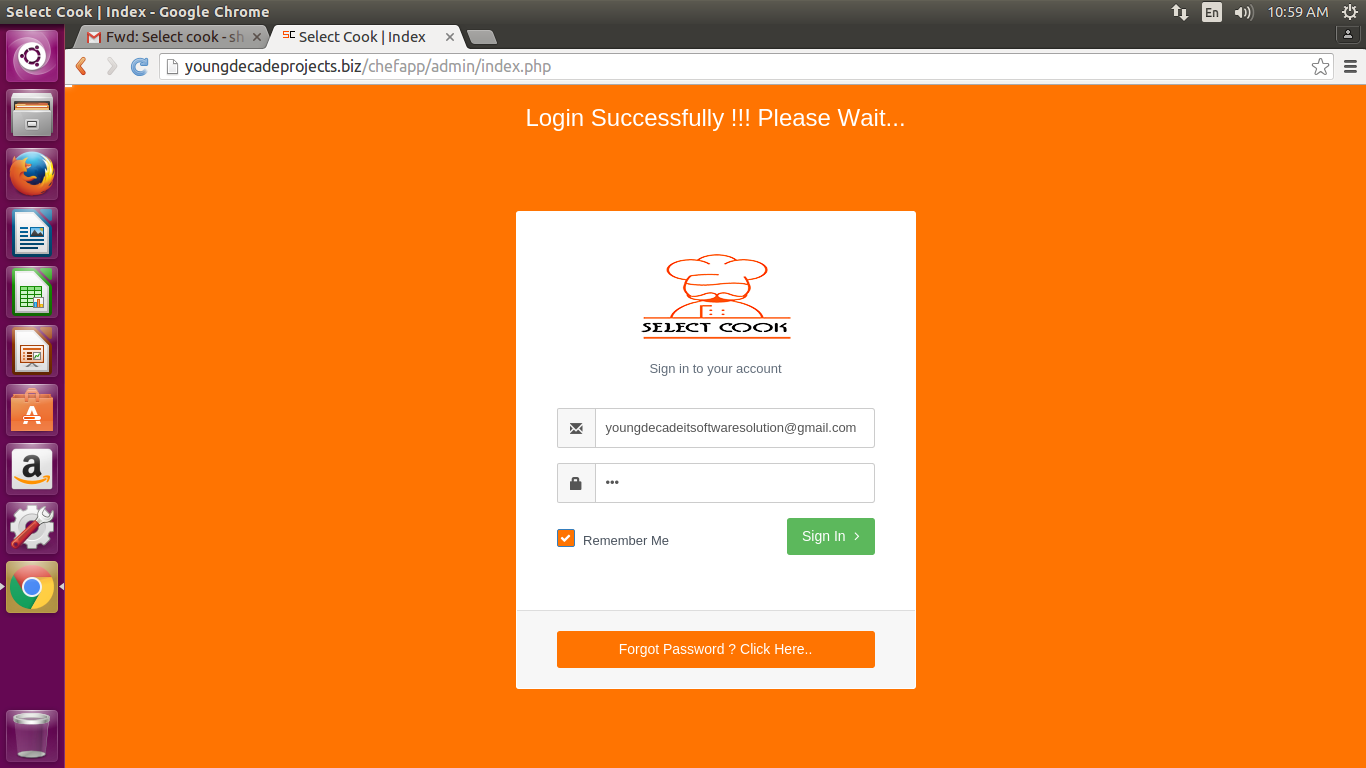 Select Cook | Index - Google Chrome
En
10:59 AM
Fwd: Select cook - sh
Select Cook | Index
youngdecadeprojects.biz/chefapp/admin/index.php
Login Successfully !!! Please Wait...
SELECT COOK
Sign in to your account
youngdecadeitsoftwaresolution@gmail.com
•••
Remember Me
Sign In
Forgot Password ? Click Here..